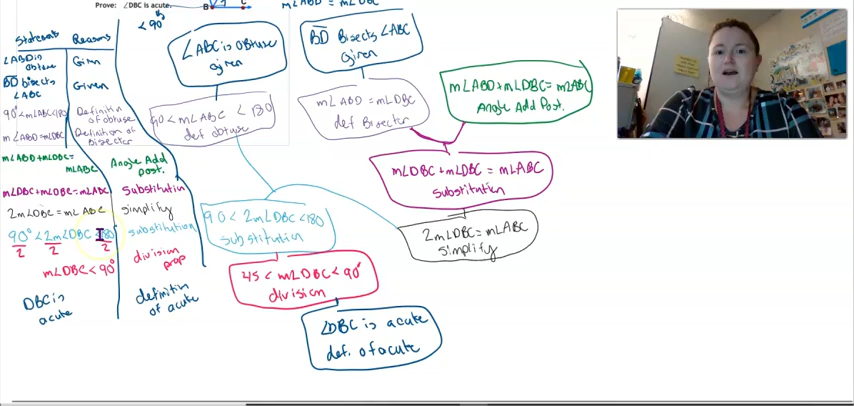 Prove: ∠DBC is acute.
B
C
< 90°
m∠ABD = m∠DBC
Statements Reasons
∠ABC is obtuse Given
BD bisects ∠ABC Given
90°<m∠ABC<180 Definition of obtuse
m∠ABD=m∠DBC Definition of bisector
m∠ABD+m∠DBC= m∠ABC Angle Add post.
m∠DBC+m∠DBC=m∠ABC Substitution
2m∠DBC=m∠ABC simplify
90° < 2m∠DBC < 180 substitution
2 2 2 division prop
m∠DBC < 90°
DBC is acute definition of acute
∠ABC is obtuse
given
BD Bisects ∠ABC
Given
m∠ABD+m∠DBC=m∠ABC
Angle Add Post.
90<m∠ABC < 180
def obtuse
m∠ABD=m∠DBC
def Bisector
m∠DBC+m∠DBC = m∠ABC
substitution
90 < 2m∠DBC < 180
substitution
2m∠DBC=m∠ABC
simplify
45 < m∠DBC < 90°
division
∠DBC is acute
def. of acute